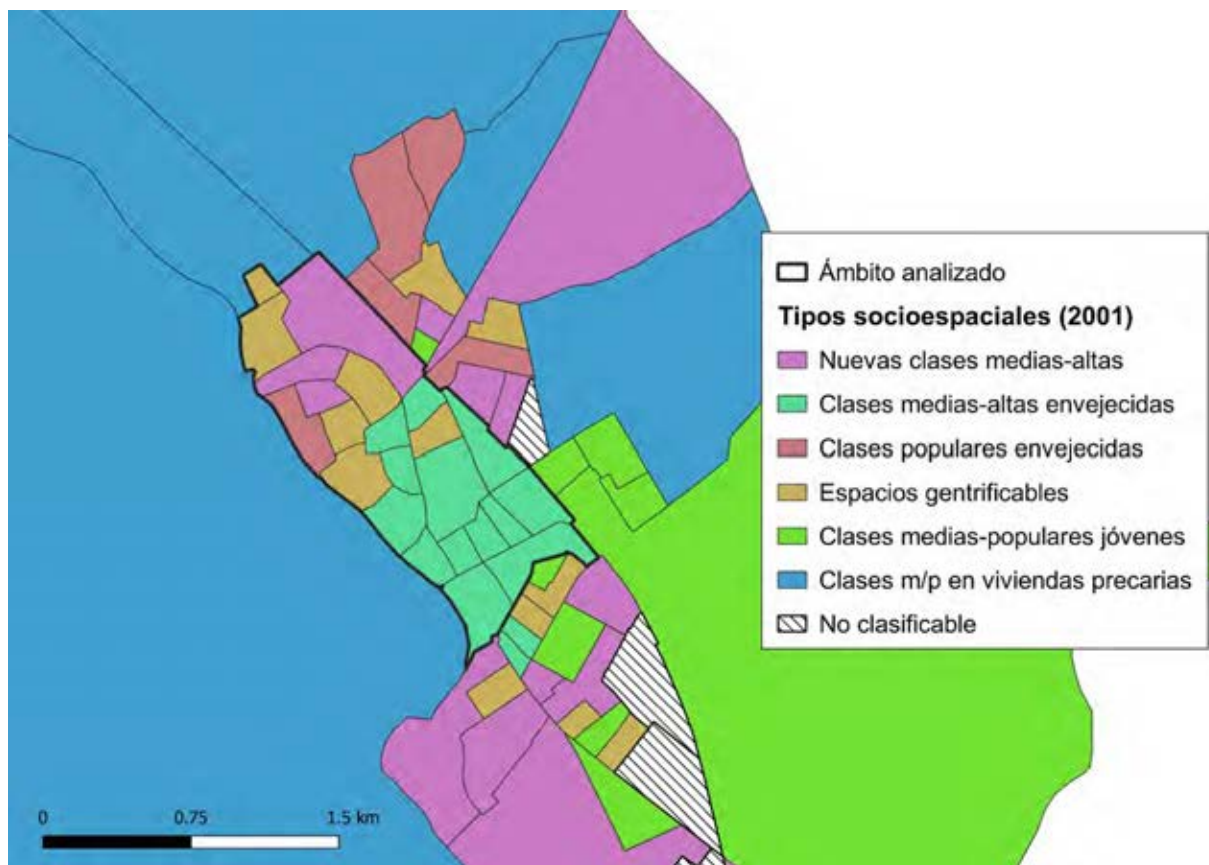 Ámbito analizado
Tipos socioespaciales (2001)
Nuevas clases medias-altas
Clases medias-altas envejecidas
Clases populares envejecidas
Espacios gentrificables
Clases medias-populares jóvenes
Clases m/p en viviendas precarias
No clasificable
0 0.75 1.5 km